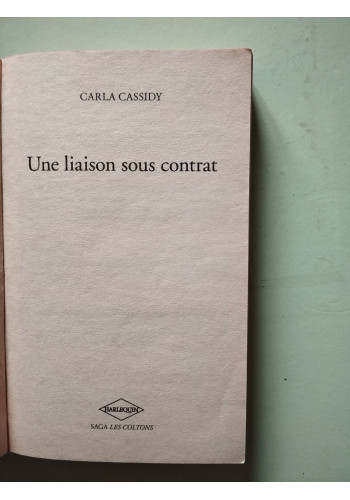 CARLA CASSIDY
Une liaison sous contrat
HARLEQUIN
SAGA LES COLTONS